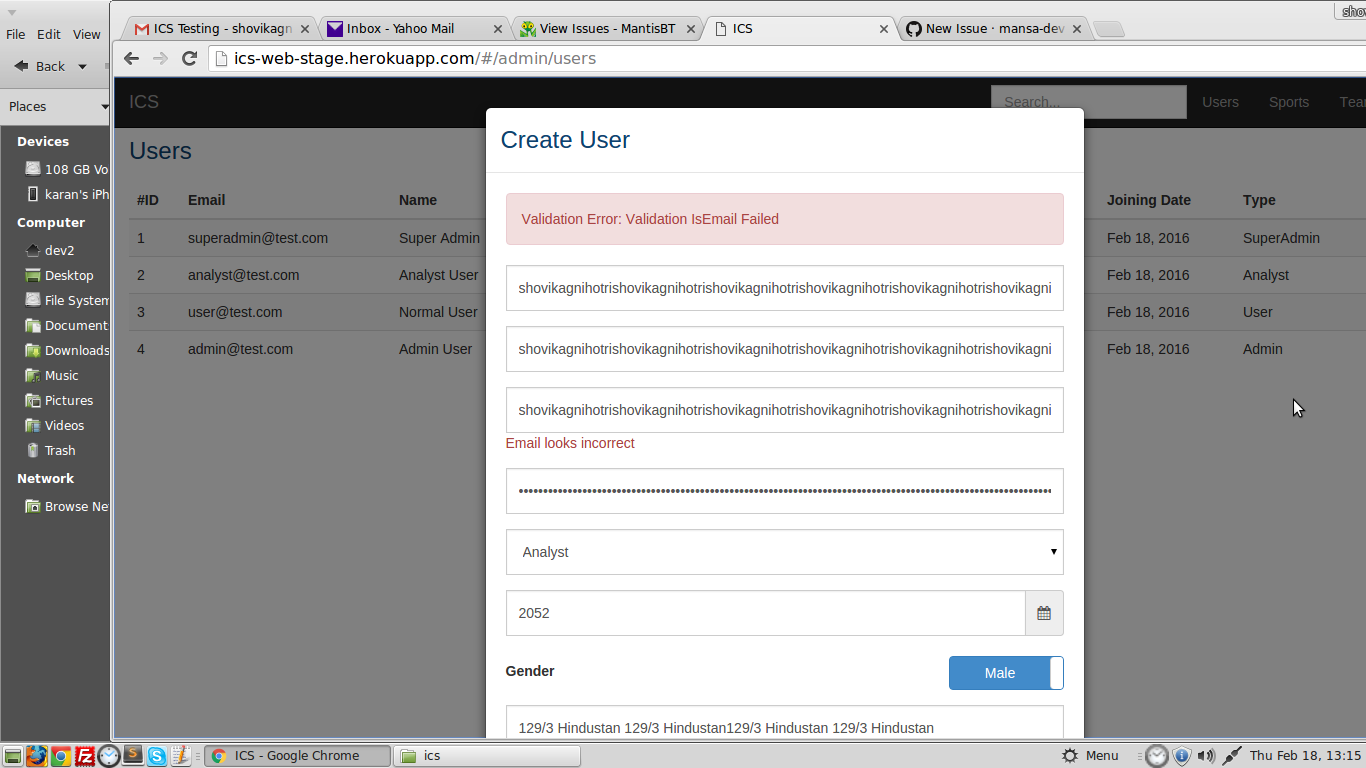 shov
ICS Testing - shovikagn
Inbox - Yahoo Mail
View Issues - MantisBT
ICS
New Issue · mansa-dev
File Edit View
Back
ics-web-stage.herokuapp.com/#/admin/users
Places
ICS
Search...
Users
Sports
Tea
Devices
108 GB Vo
karan's iPh
Computer
dev2
Desktop
File System
Document
Downloads
Music
Pictures
Videos
Trash
Network
Browse Ne
Users
#ID Email Name Joining Date Type
1 superadmin@test.com Super Admin Feb 18, 2016 SuperAdmin
2 analyst@test.com Analyst User Feb 18, 2016 Analyst
3 user@test.com Normal User Feb 18, 2016 User
4 admin@test.com Admin User Feb 18, 2016 Admin
Create User
Validation Error: Validation IsEmail Failed
shovikagnihotrishovikagnihotrishovikagnihotrishovikagnihotrishovikagnihotrishovikagni
shovikagnihotrishovikagnihotrishovikagnihotrishovikagnihotrishovikagnihotrishovikagni
shovikagnihotrishovikagnihotrishovikagnihotrishovikagnihotrishovikagnihotrishovikagni
Email looks incorrect
Analyst
2052
Gender
Male
129/3 Hindustan 129/3 Hindustan129/3 Hindustan 129/3 Hindustan
ICS - Google Chrome
ics
Menu
Thu Feb 18, 13:15